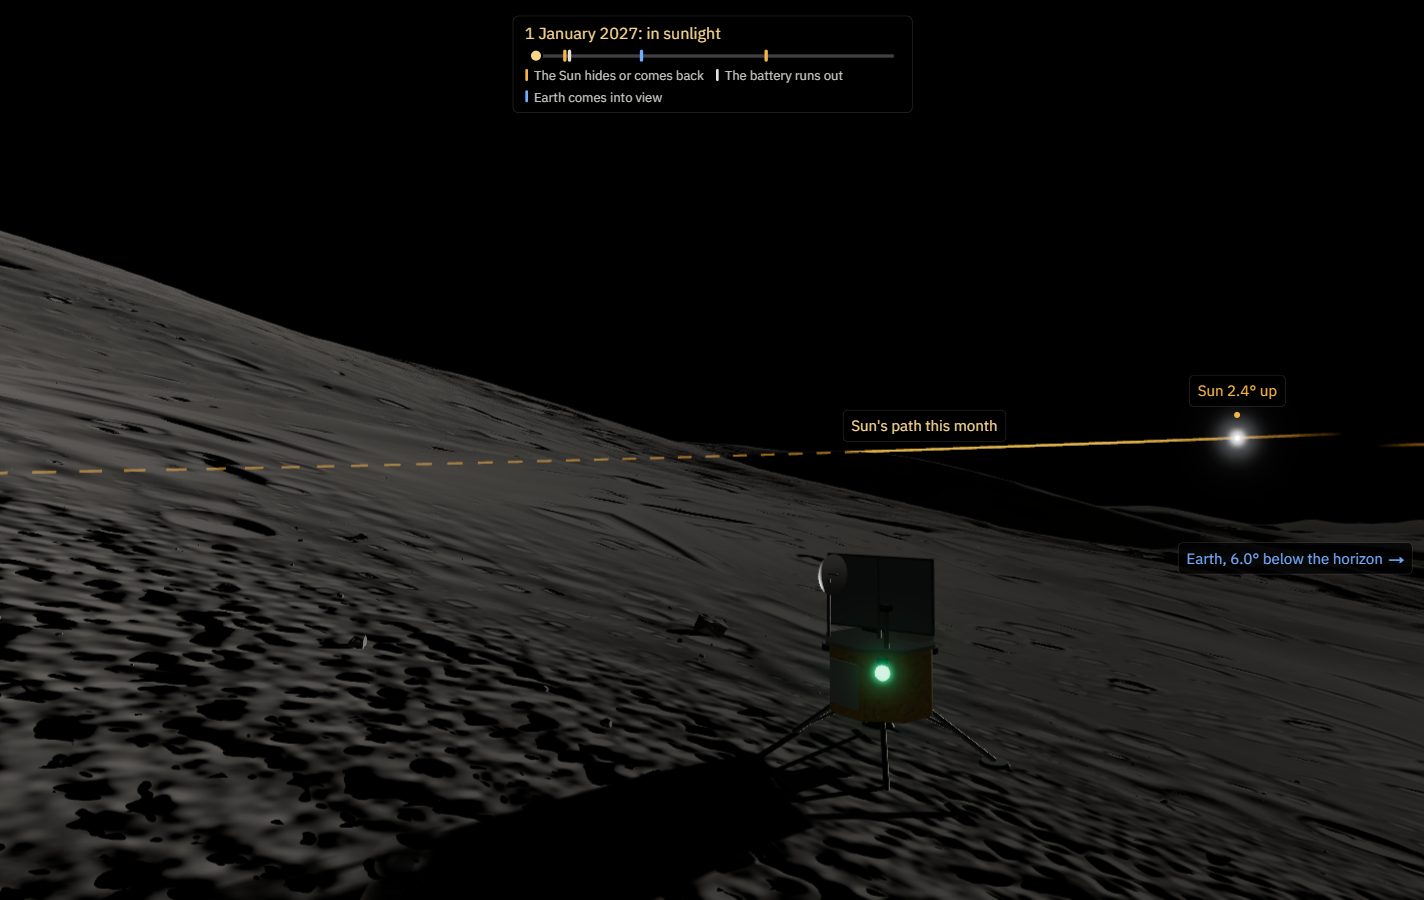 1 January 2027: in sunlight
The Sun hides or comes back The battery runs out
Earth comes into view
Sun 2.4° up
Sun's path this month
Earth, 6.0° below the horizon →